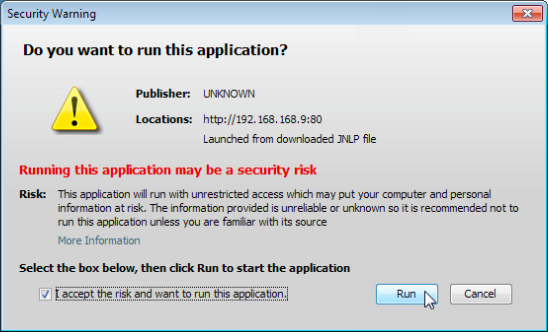 Security Warning
Do you want to run this application?
Publisher: UNKNOWN
Locations: http://192.168.168.9:80
Launched from downloaded JNLP file
Running this application may be a security risk
Risk: This application will run with unrestricted access which may put your computer and personal
information at risk. The information provided is unreliable or unknown so it is recommended not to
run this application unless you are familiar with its source
More Information
Select the box below, then click Run to start the application
I accept the risk and want to run this application. Run Cancel